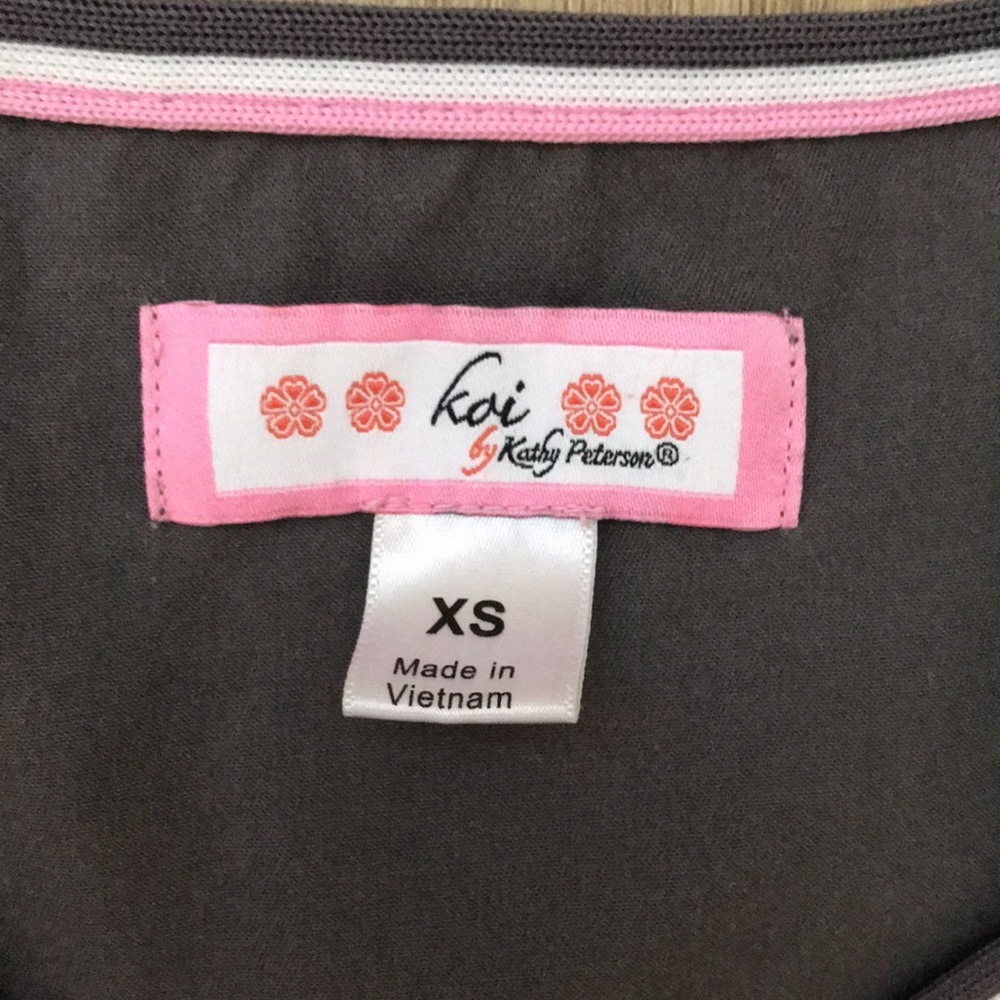 koi
by Kathy Peterson®
XS
Made in
Vietnam